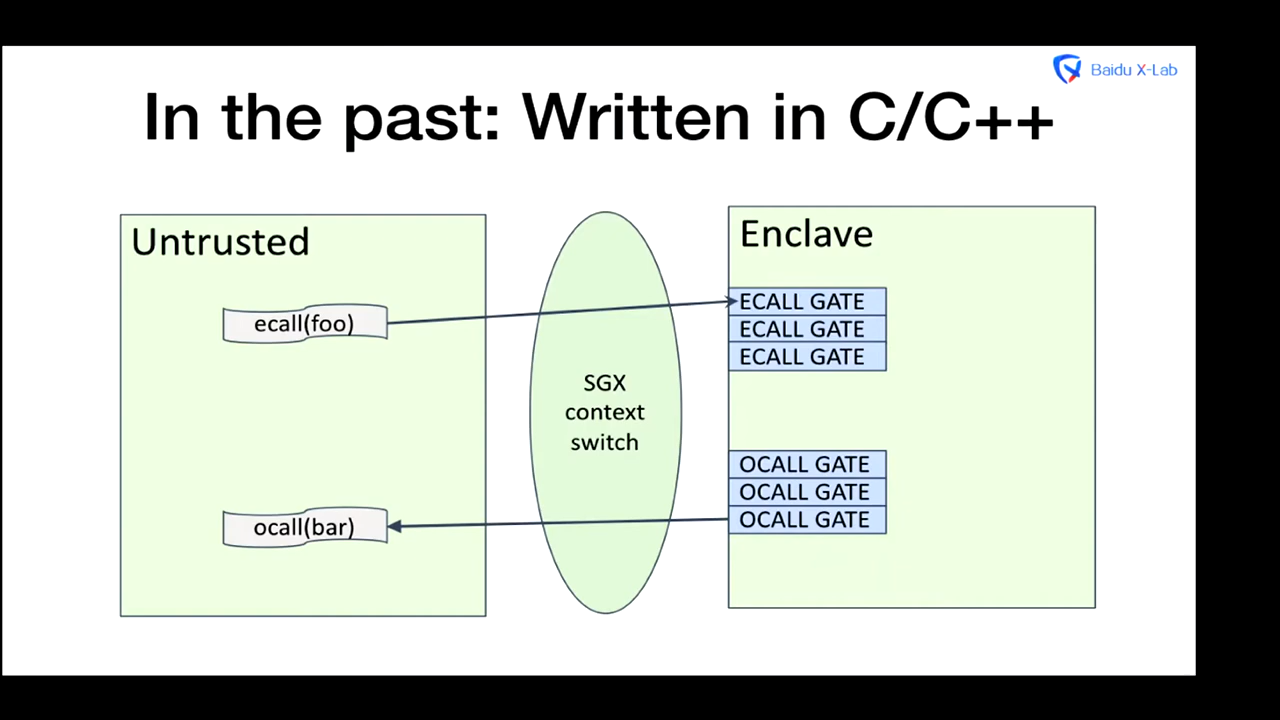 Baidu X-Lab
In the past: Written in C/C++
Untrusted
ecall(foo)
ocall(bar)
SGX
context
switch
Enclave
ECALL GATE
ECALL GATE
ECALL GATE
OCALL GATE
OCALL GATE
OCALL GATE